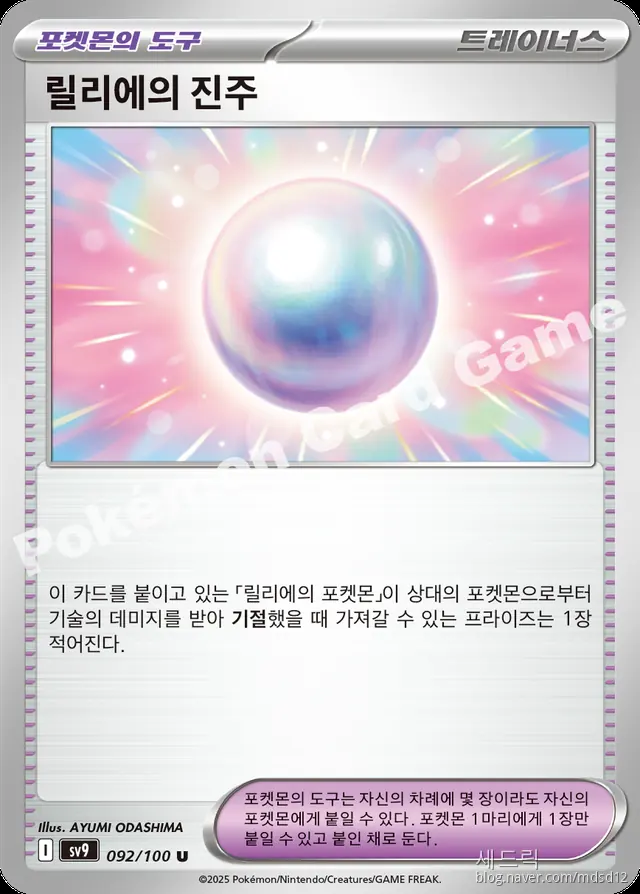 포켓몬의 도구
트레이너스
릴리에의 진주
Pokémon Card Game
이 카드를 붙이고 있는 「릴리에의 포켓몬」이 상대의 포켓몬으로부터
기술의 데미지를 받아 기절했을 때 가져갈 수 있는 프라이즈는 1장
적어진다.
포켓몬의 도구는 자신의 차례에 몇 장이라도 자신의
포켓몬에게 붙일 수 있다. 포켓몬 1마리에게 1장만
붙일 수 있고 붙인 채로 둔다.
Illus. AYUMI ODASHIMA
I sv9 092/100 U
©2025 Pokémon/Nintendo/Creatures/GAME FREAK.
세드릭
blog.naver.com/mdsd12